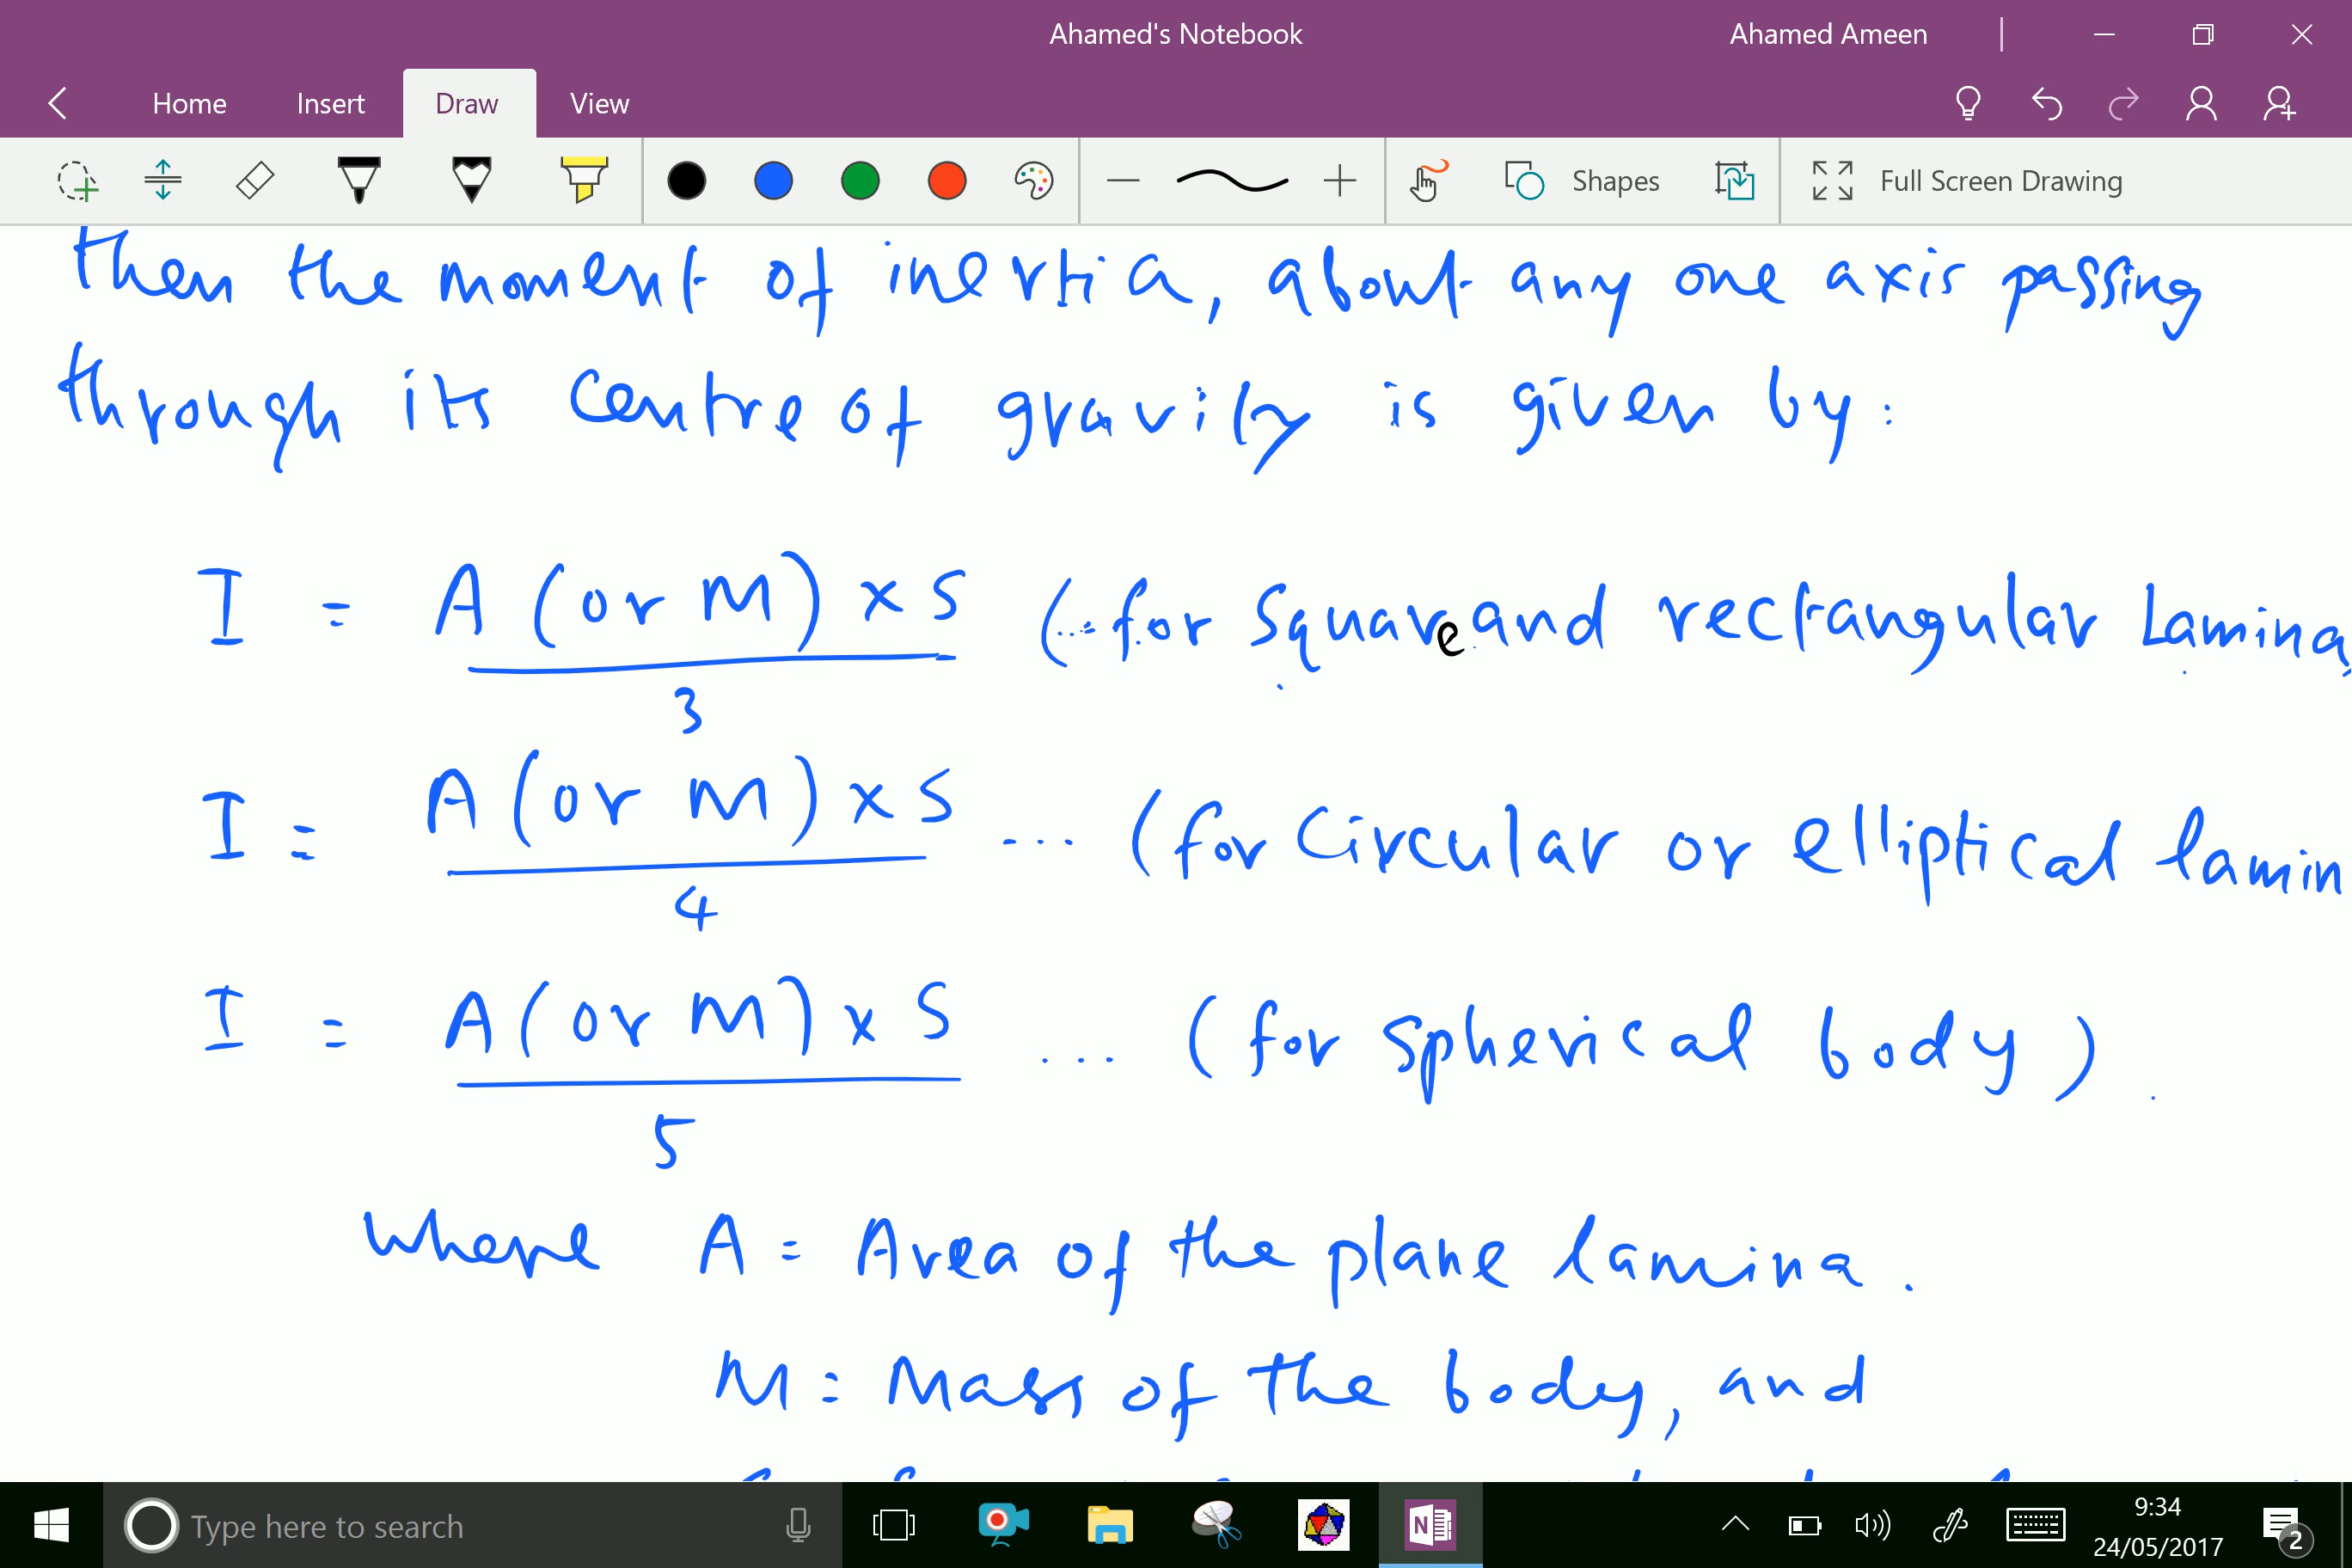 Ahamed's Notebook
Ahamed Ameen
Home Insert Draw View
Shapes Full Screen Drawing
then the moment of inertia, about any one axis passing
through its centre of gravity is given by:
I = A (or M) x S (...for Square and rectangular Lamina,
3
I = A (or M) x S ... (for Circular or elliptical lamin
4
I = A (or M) x S ... (for spherical body).
5
where A = Area of the plane lamina.
M = Mass of the body, and
Type here to search
N
9:34
24/05/2017
2